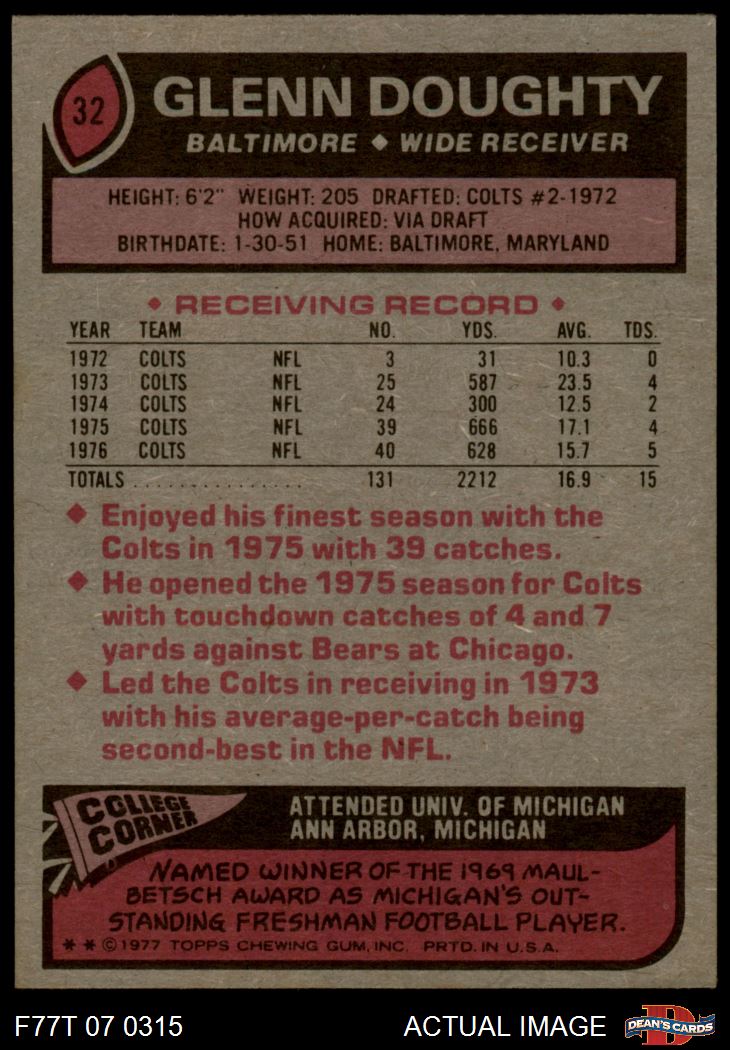 32
GLENN DOUGHTY
BALTIMORE ◆ WIDE RECEIVER
HEIGHT: 6'2" WEIGHT: 205 DRAFTED: COLTS #2-1972
HOW ACQUIRED: VIA DRAFT
BIRTHDATE: 1-30-51 HOME: BALTIMORE, MARYLAND
◆ RECEIVING RECORD ◆
YEAR TEAM NO. YDS. AVG. TDS.
1972 COLTS NFL 3 31 10.3 0
1973 COLTS NFL 25 587 23.5 4
1974 COLTS NFL 24 300 12.5 2
1975 COLTS NFL 39 666 17.1 4
1976 COLTS NFL 40 628 15.7 5
TOTALS . . . . . . . . . . . . . . . 131 2212 16.9 15
◆ Enjoyed his finest season with the
Colts in 1975 with 39 catches.
◆ He opened the 1975 season for Colts
with touchdown catches of 4 and 7
yards against Bears at Chicago.
◆ Led the Colts in receiving in 1973
with his average-per-catch being
second-best in the NFL.
COLLEGE
CORNER
ATTENDED UNIV. OF MICHIGAN
ANN ARBOR, MICHIGAN
NAMED WINNER OF THE 1969 MAUL-
BETSCH AWARD AS MICHIGAN'S OUT-
STANDING FRESHMAN FOOTBALL PLAYER.
* * © 1977 TOPPS CHEWING GUM, INC. PRTD. IN U.S.A.
F77T 07 0315
ACTUAL IMAGE
D
DEAN'S CARDS